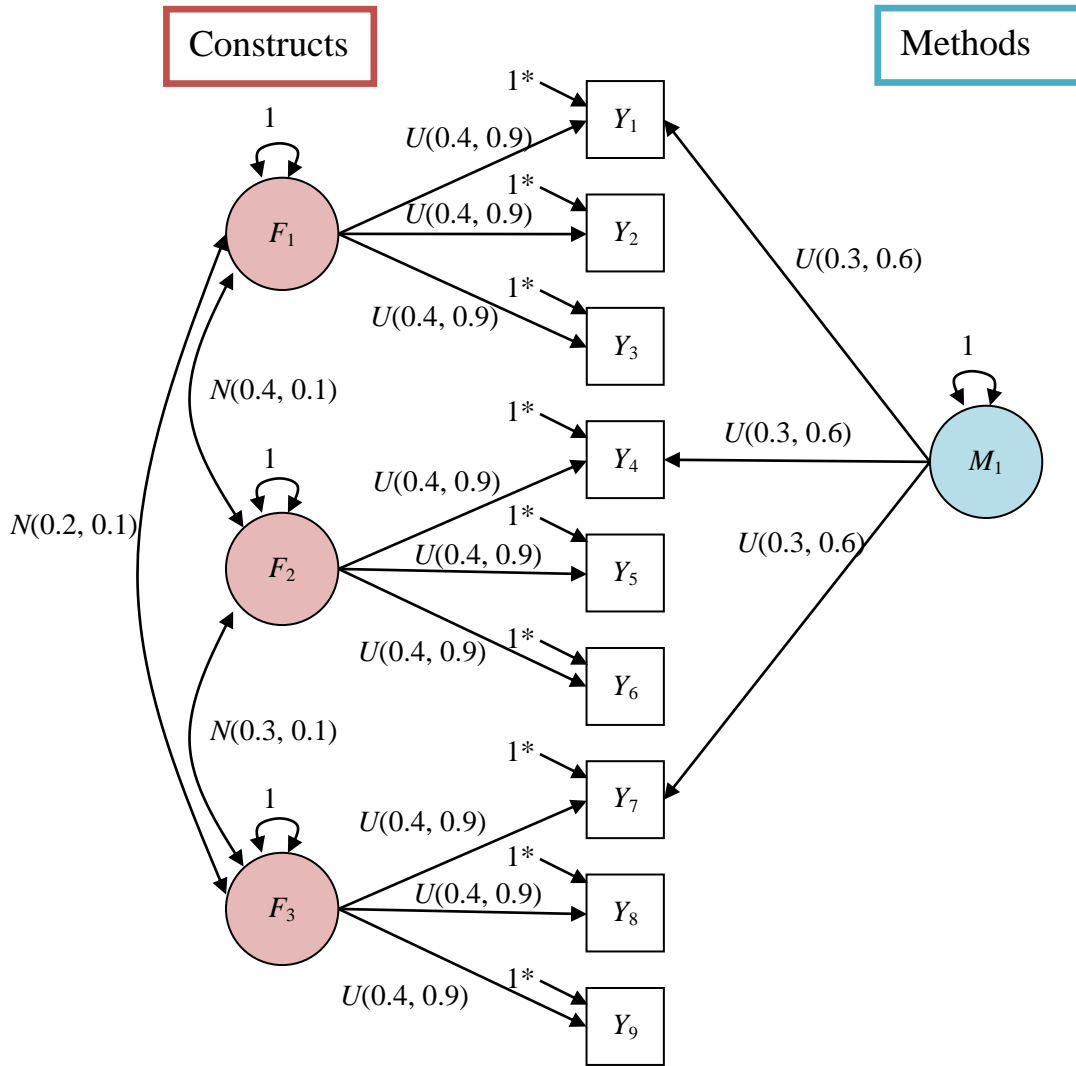 Constructs
Methods
1*
Y1
1
U(0.4, 0.9)
1*
U(0.4, 0.9)
Y2
F1
U(0.3, 0.6)
1*
U(0.4, 0.9)
Y3
1
N(0.4, 0.1)
1*
U(0.3, 0.6)
Y4
M1
1
U(0.4, 0.9)
N(0.2, 0.1)
1*
U(0.3, 0.6)
U(0.4, 0.9)
Y5
F2
1*
U(0.4, 0.9)
Y6
N(0.3, 0.1)
1*
Y7
1
U(0.4, 0.9)
1*
U(0.4, 0.9)
Y8
F3
1*
U(0.4, 0.9)
Y9